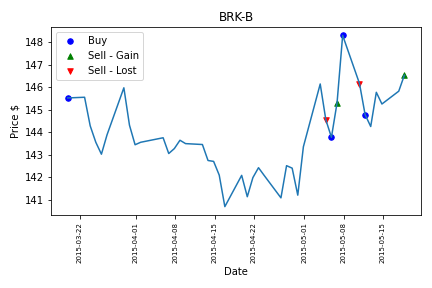 BRK-B
Buy
Sell - Gain
Sell - Lost
Price $
148
147
146
145
144
143
142
141
2015-03-22
2015-04-01
2015-04-08
2015-04-15
2015-04-22
2015-05-01
2015-05-08
2015-05-15
Date